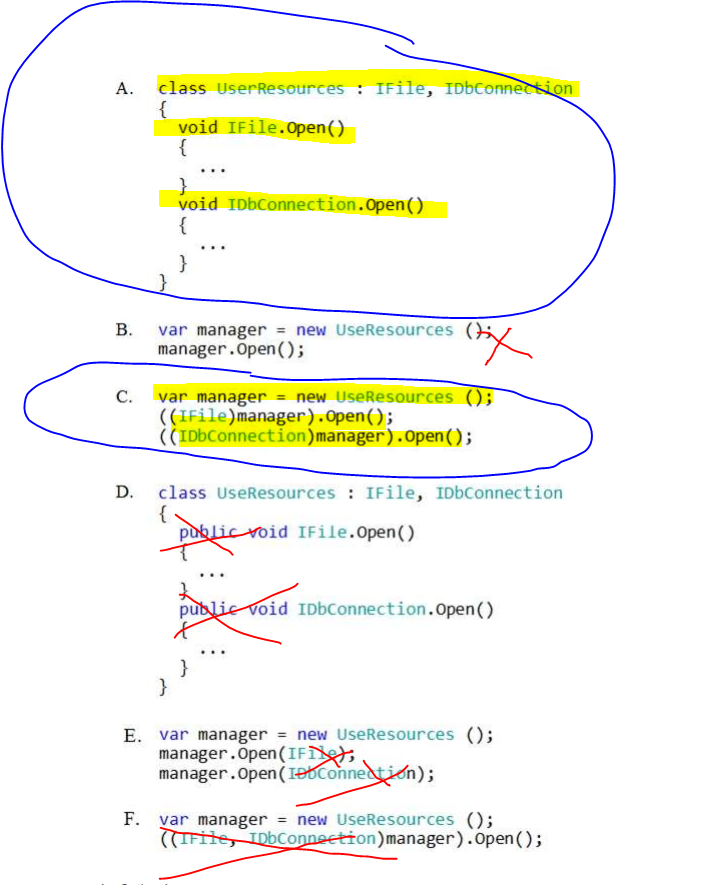 A. class UserResources : IFile, IDbConnection
{
void IFile.Open()
{
...
}
void IDbConnection.Open()
{
...
}
}
B. var manager = new UseResources ();
manager.Open();
C. var manager = new UseResources ();
((IFile)manager).Open();
((IDbConnection)manager).Open();
D. class UseResources : IFile, IDbConnection
{
public void IFile.Open()
{
...
}
public void IDbConnection.Open()
{
...
}
}
E. var manager = new UseResources ();
manager.Open(IFile);
manager.Open(IDbConnection);
F. var manager = new UseResources ();
((IFile, IDbConnection)manager).Open();